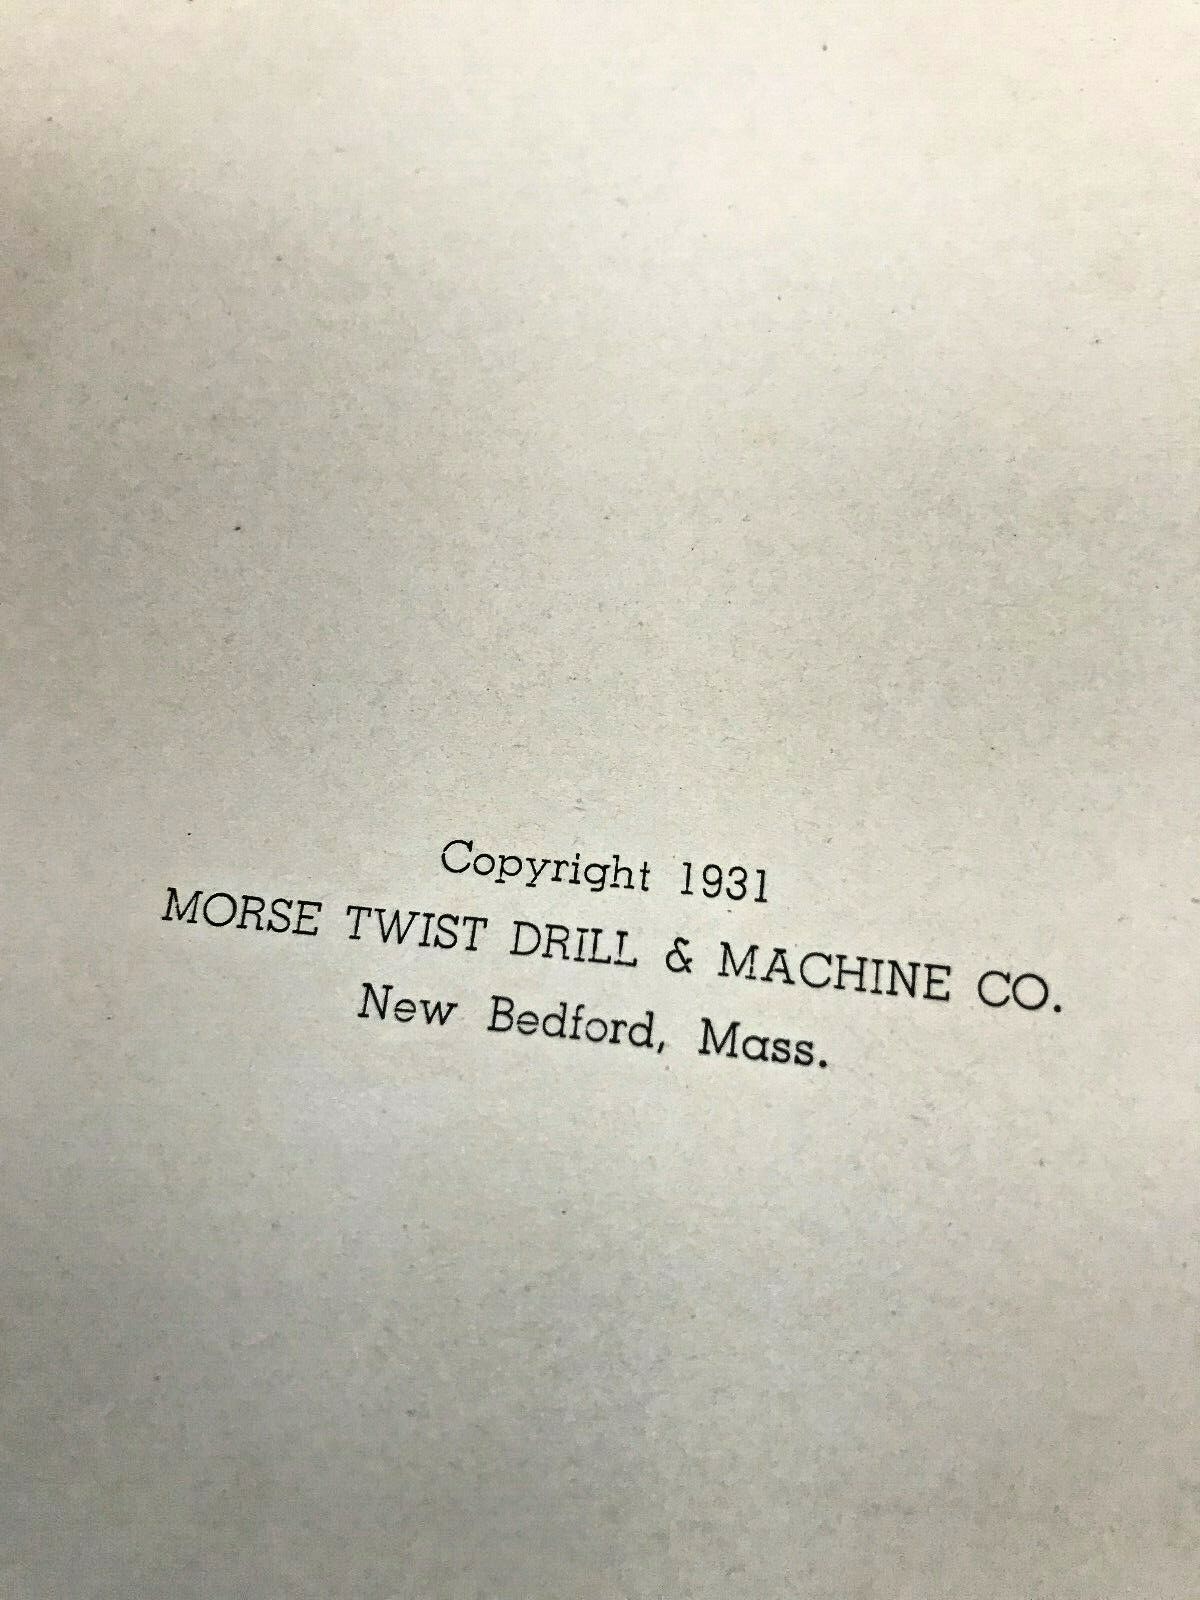 Copyright 1931
MORSE TWIST DRILL & MACHINE CO.
New Bedford, Mass.